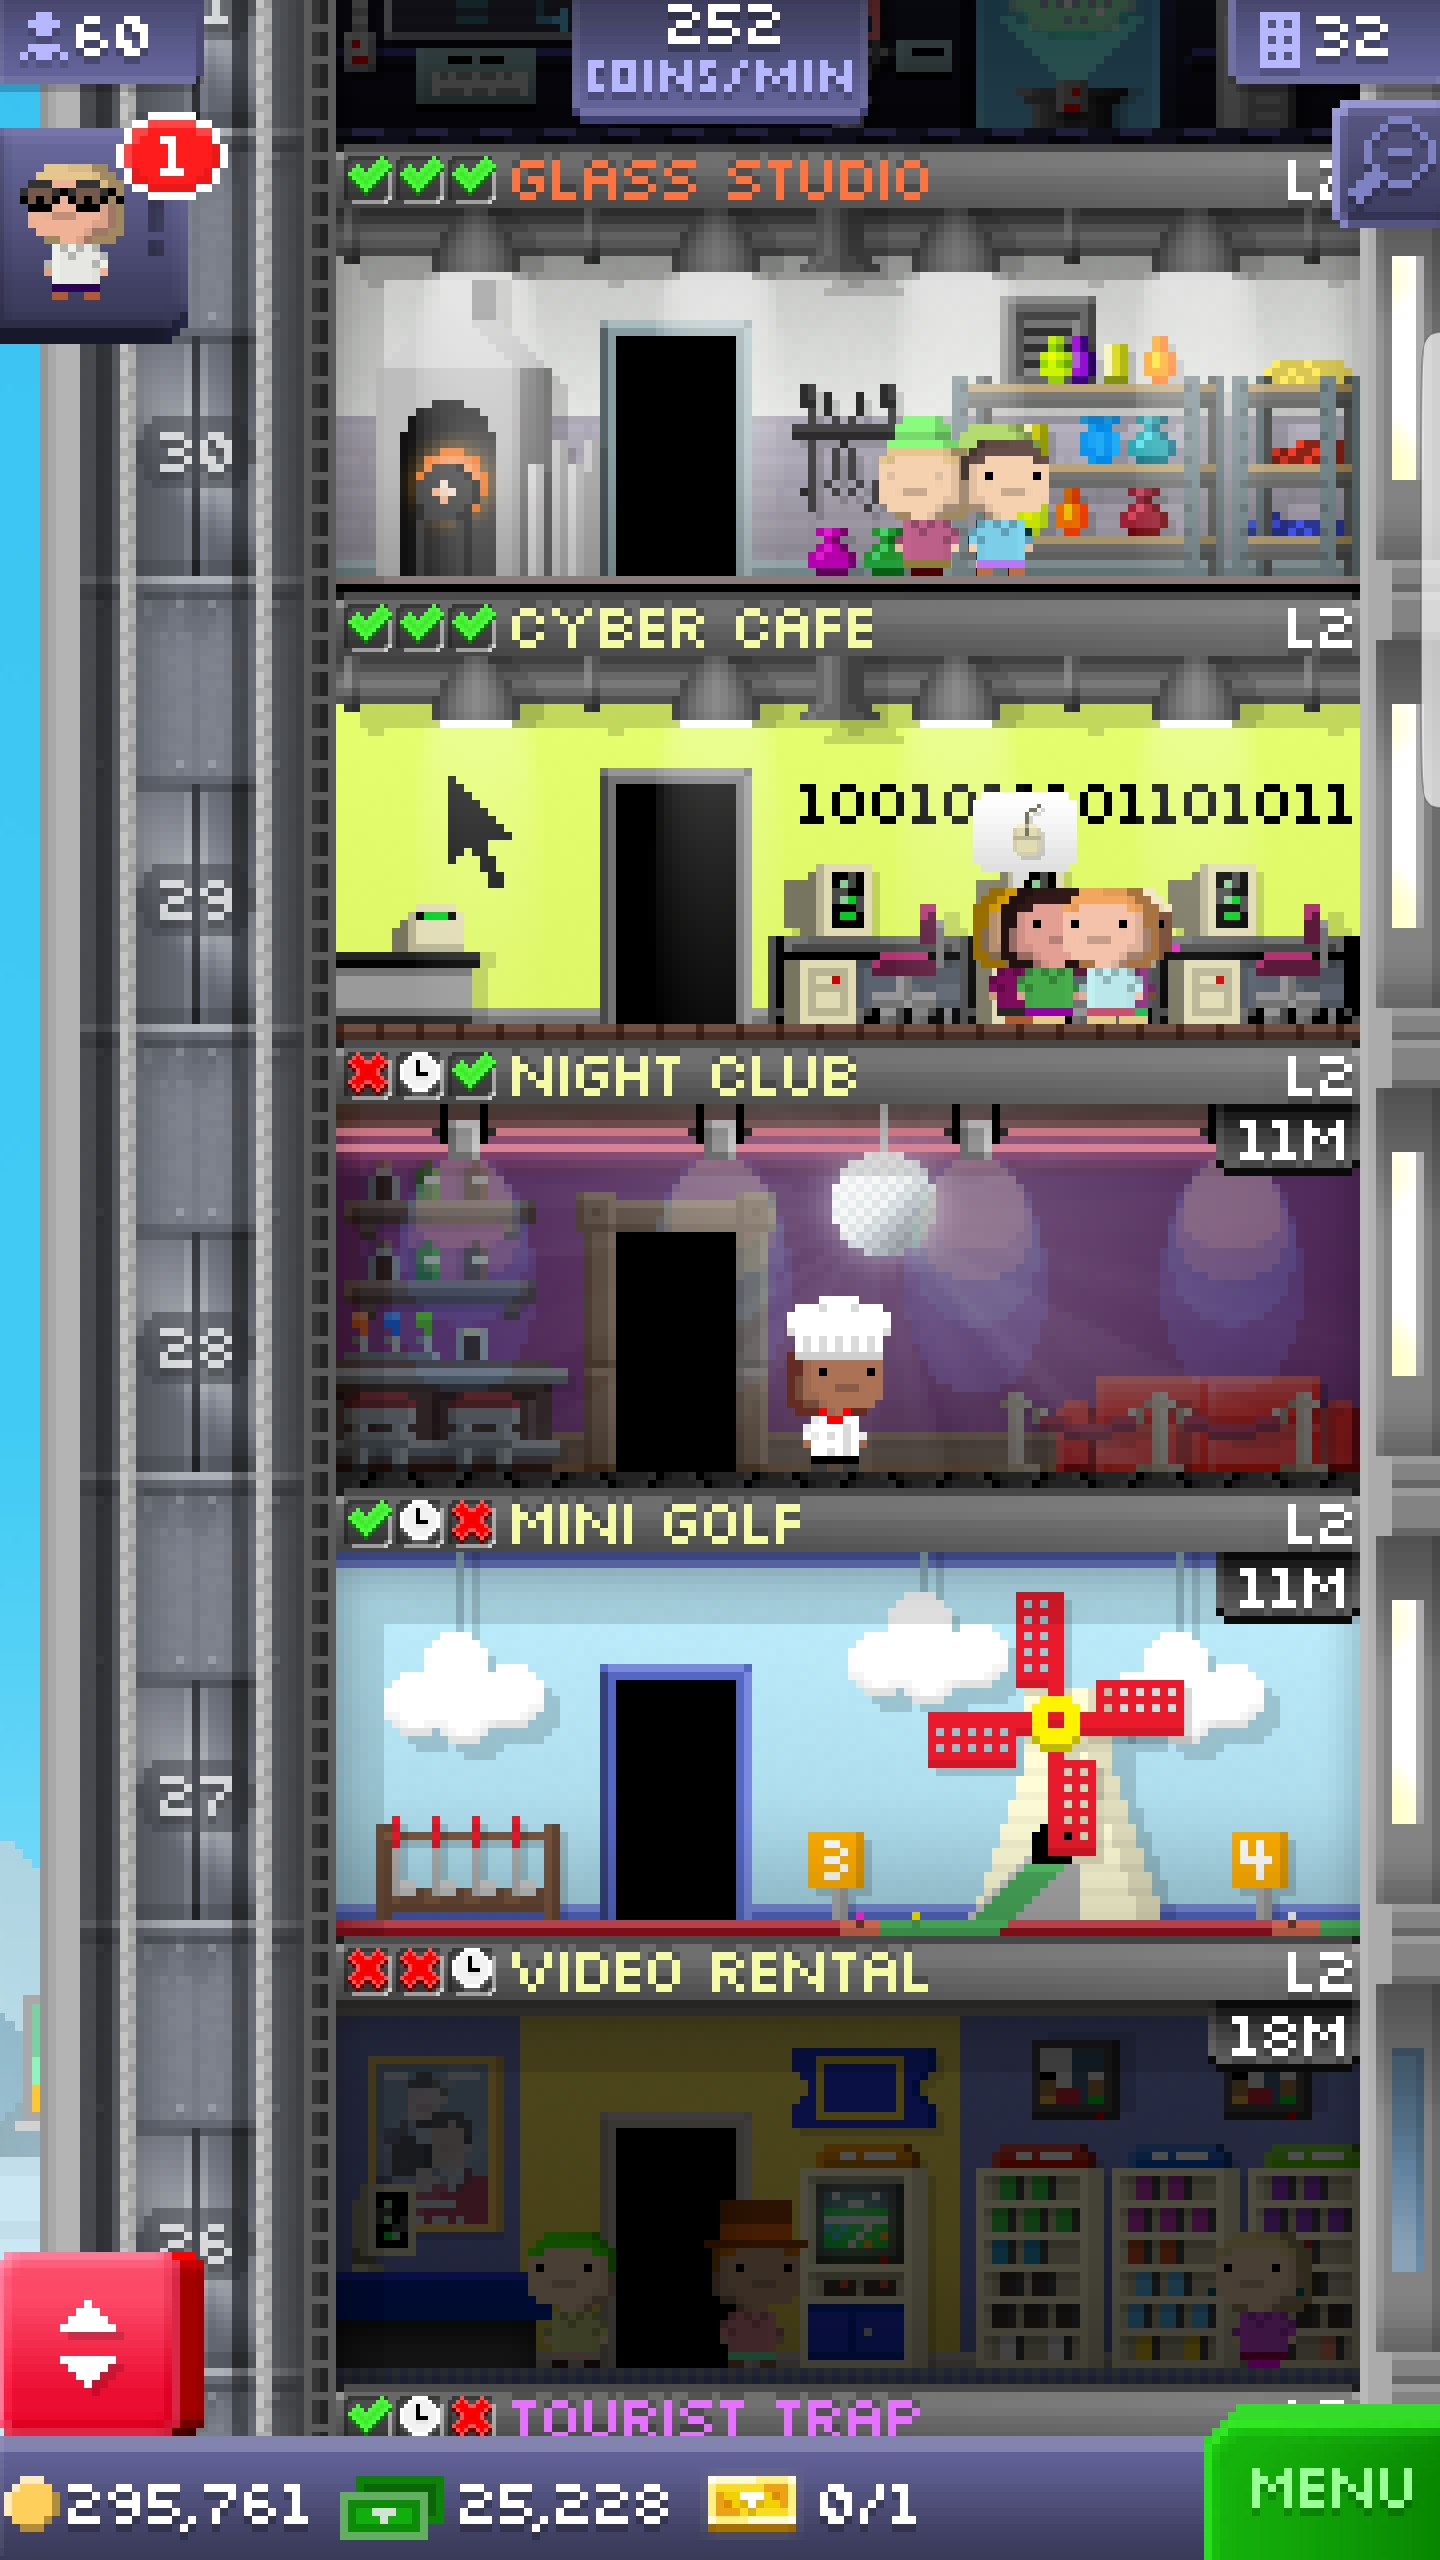 60
252
COINS/MIN
32
1
GLASS STUDIO
30
CYBER CAFE L2
29
NIGHT CLUB L2
11M
28
MINI GOLF L2
11M
3
4
27
VIDEO RENTAL L2
18M
26
TOURIST TRAP
295,761 25,228 0/1
MENU